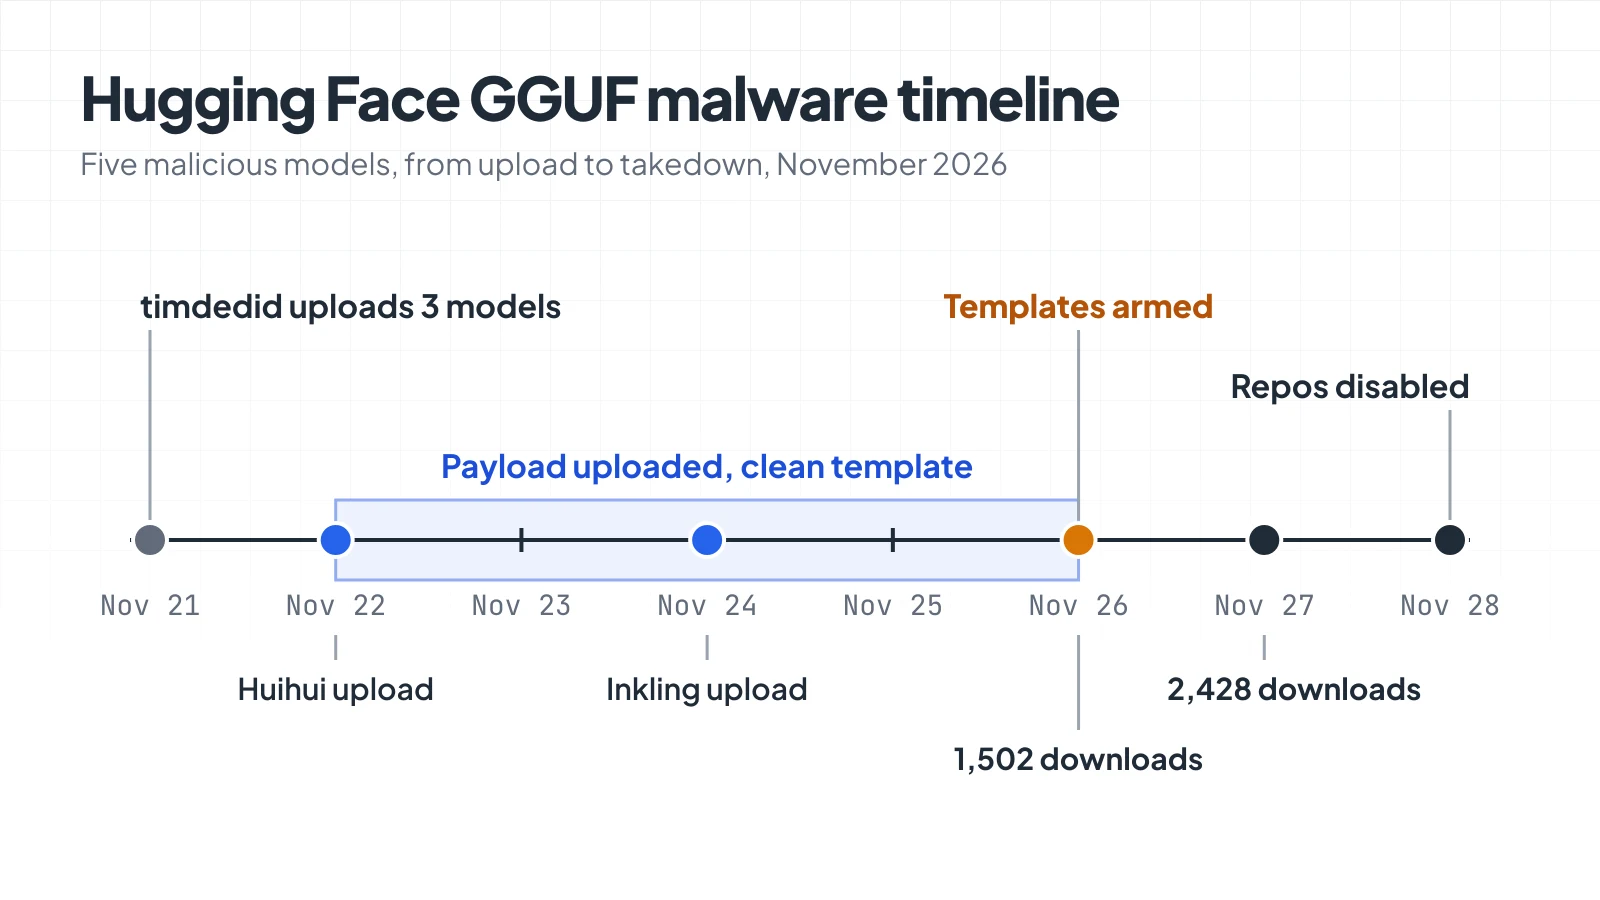 Hugging Face GGUF malware timeline
Five malicious models, from upload to takedown, November 2026
timdedid uploads 3 models
Templates armed
Repos disabled
Payload uploaded, clean template
Nov 21
Nov 22
Nov 23
Nov 24
Nov 25
Nov 26
Nov 27
Nov 28
Huihui upload
Inkling upload
2,428 downloads
1,502 downloads